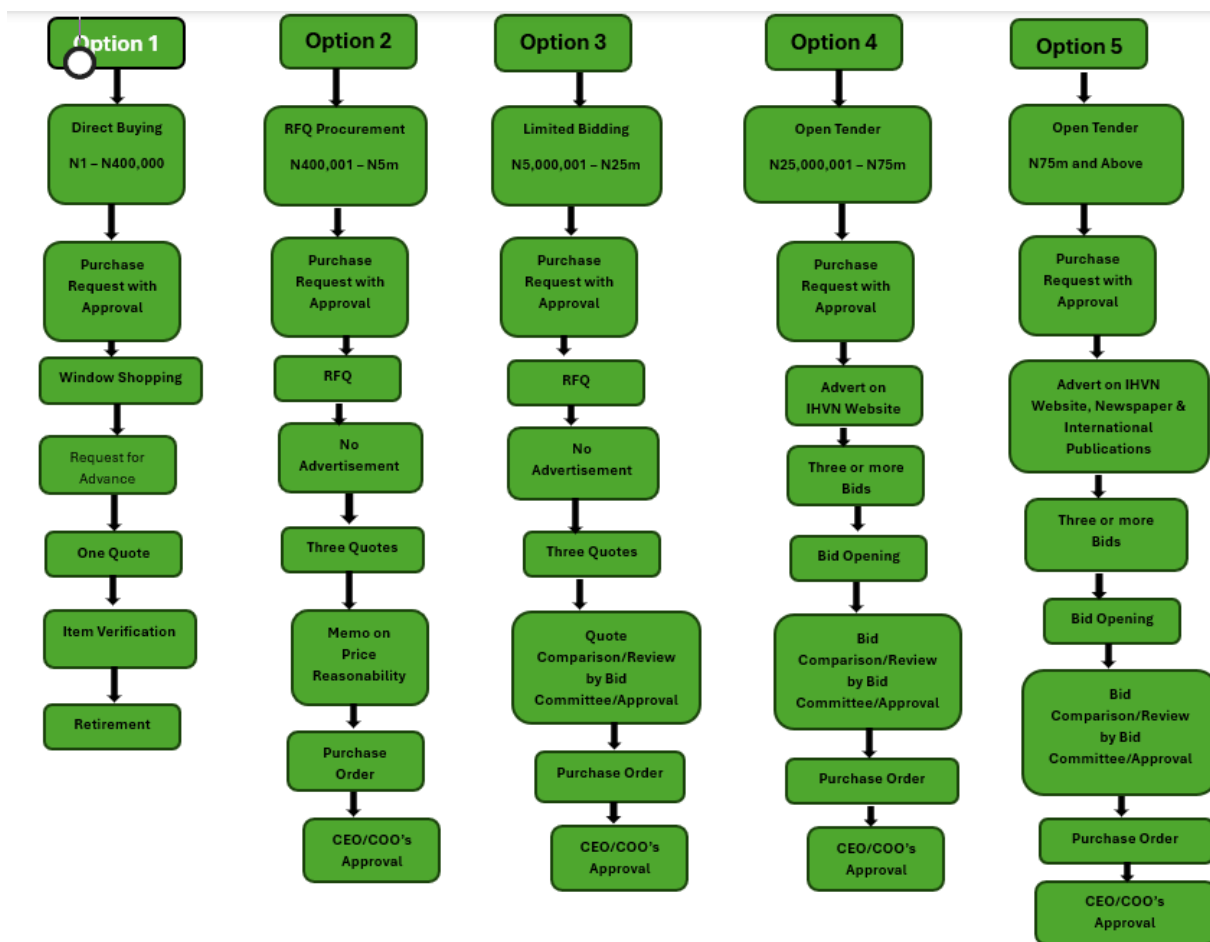 Option 1
Direct Buying
N1 – N400,000
Purchase
Request with
Approval
Window Shopping
Request for
Advance
One Quote
Item Verification
Retirement
Option 2
RFQ Procurement
N400,001 – N5m
Purchase
Request with
Approval
RFQ
No
Advertisement
Three Quotes
Memo on
Price
Reasonability
Purchase
Order
CEO/COO's
Approval
Option 3
Limited Bidding
N5,000,001 – N25m
Purchase
Request with
Approval
RFQ
No
Advertisement
Three Quotes
Quote
Comparison/Review
by Bid
Committee/Approval
Purchase Order
CEO/COO's
Approval
Option 4
Open Tender
N25,000,001 – N75m
Purchase
Request with
Approval
Advert on
IHVN Website
Three or more
Bids
Bid Opening
Bid
Comparison/Review
by Bid
Committee/Approval
Purchase Order
CEO/COO's
Approval
Option 5
Open Tender
N75m and Above
Purchase
Request with
Approval
Advert on IHVN
Website, Newspaper &
International
Publications
Three or more
Bids
Bid Opening
Bid
Comparison/Review
by Bid
Committee/Approval
Purchase Order
CEO/COO's
Approval